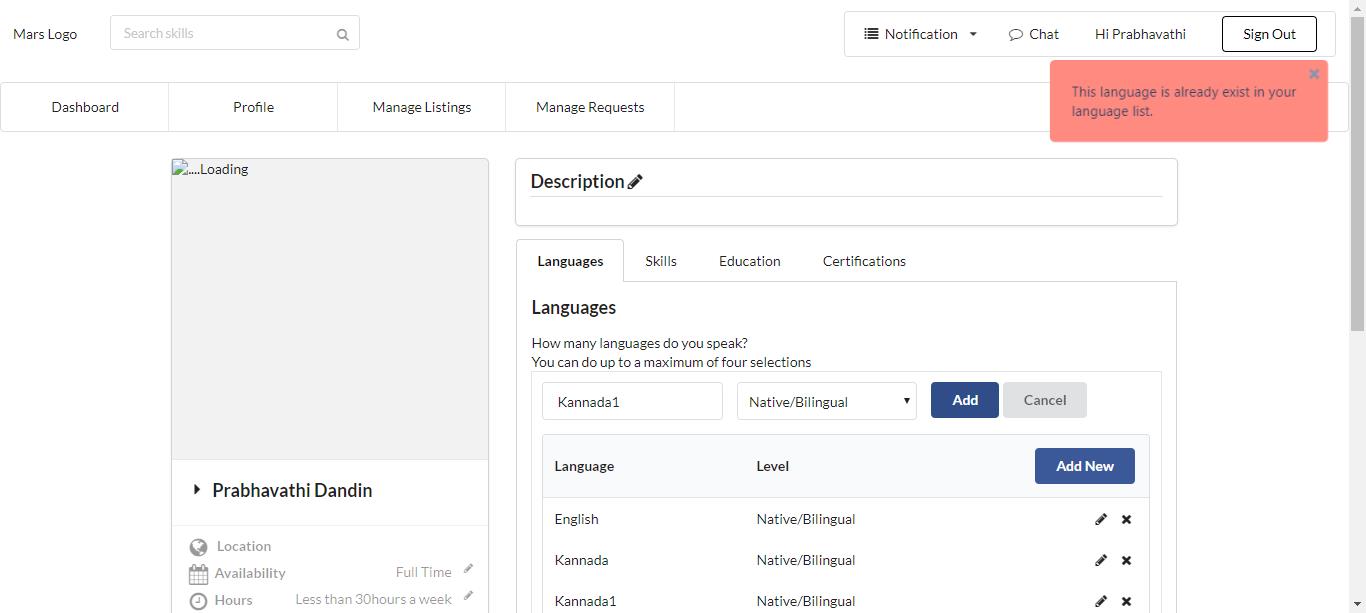 Mars Logo
Search skills
Notification
Chat
Hi Prabhavathi
Sign Out
This language is already exist in your
language list.
Dashboard
Profile
Manage Listings
Manage Requests
....Loading
Description
Languages
Skills
Education
Certifications
Languages
How many languages do you speak?
You can do up to a maximum of four selections
Kannada1
Native/Bilingual
Add
Cancel
Language
Level
Add New
English
Native/Bilingual
Kannada
Native/Bilingual
Kannada1
Native/Bilingual
Prabhavathi Dandin
Location
Availability
Full Time
Hours
Less than 30hours a week